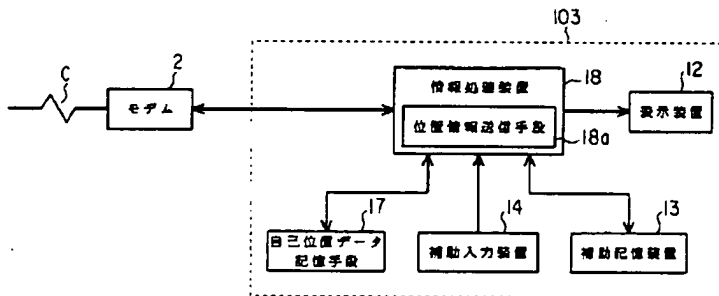 103
C
2
モデム
情報処理装置
18
位置情報送信手段
18a
12
表示装置
17
自己位置データ
記憶手段
14
補助入力装置
13
補助記憶装置